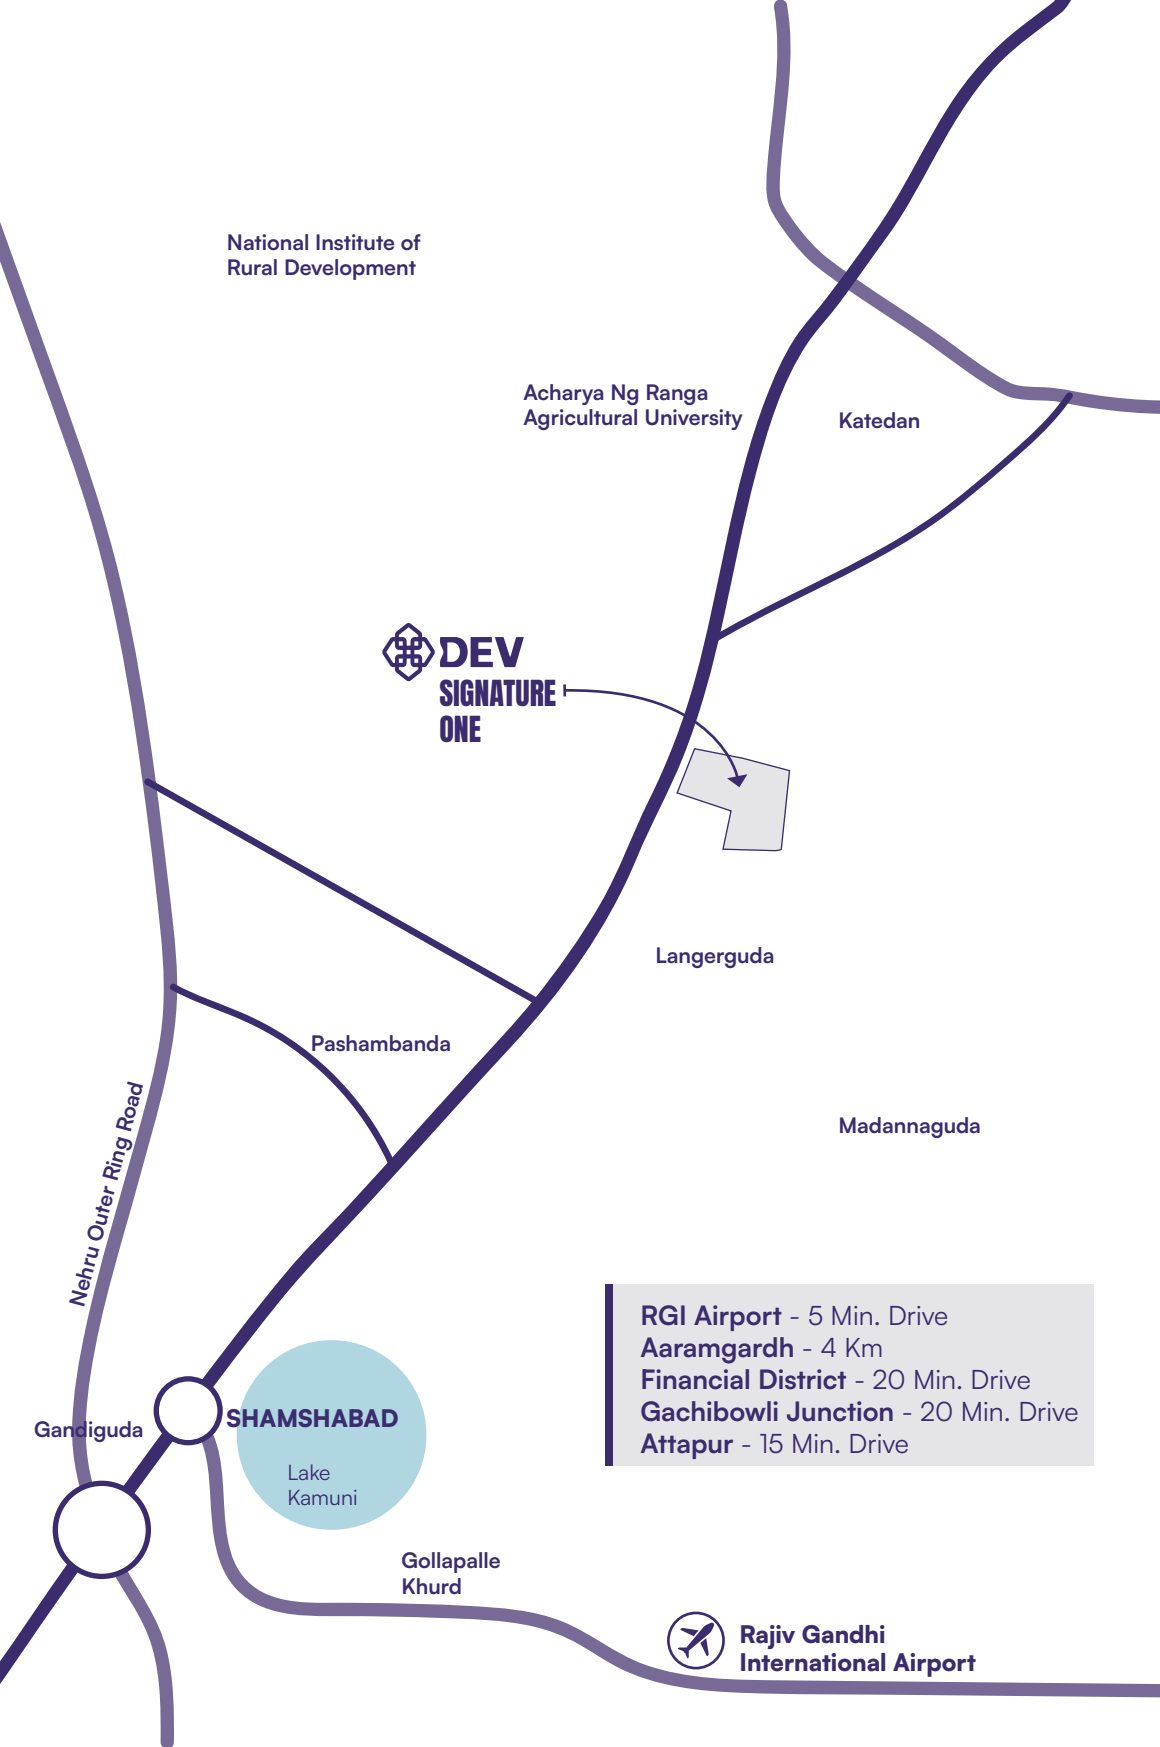 National Institute of
Rural Development
Acharya Ng Ranga
Agricultural University
Katedan
DEV
SIGNATURE
ONE
Langerguda
Pashambanda
Madannaguda
Nehru Outer Ring Road
RGI Airport - 5 Min. Drive
Aaramgardh - 4 Km
Financial District - 20 Min. Drive
Gachibowli Junction - 20 Min. Drive
Attapur - 15 Min. Drive
SHAMSHABAD
Gandiguda
Lake
Kamuni
Gollapalle
Khurd
Rajiv Gandhi
International Airport